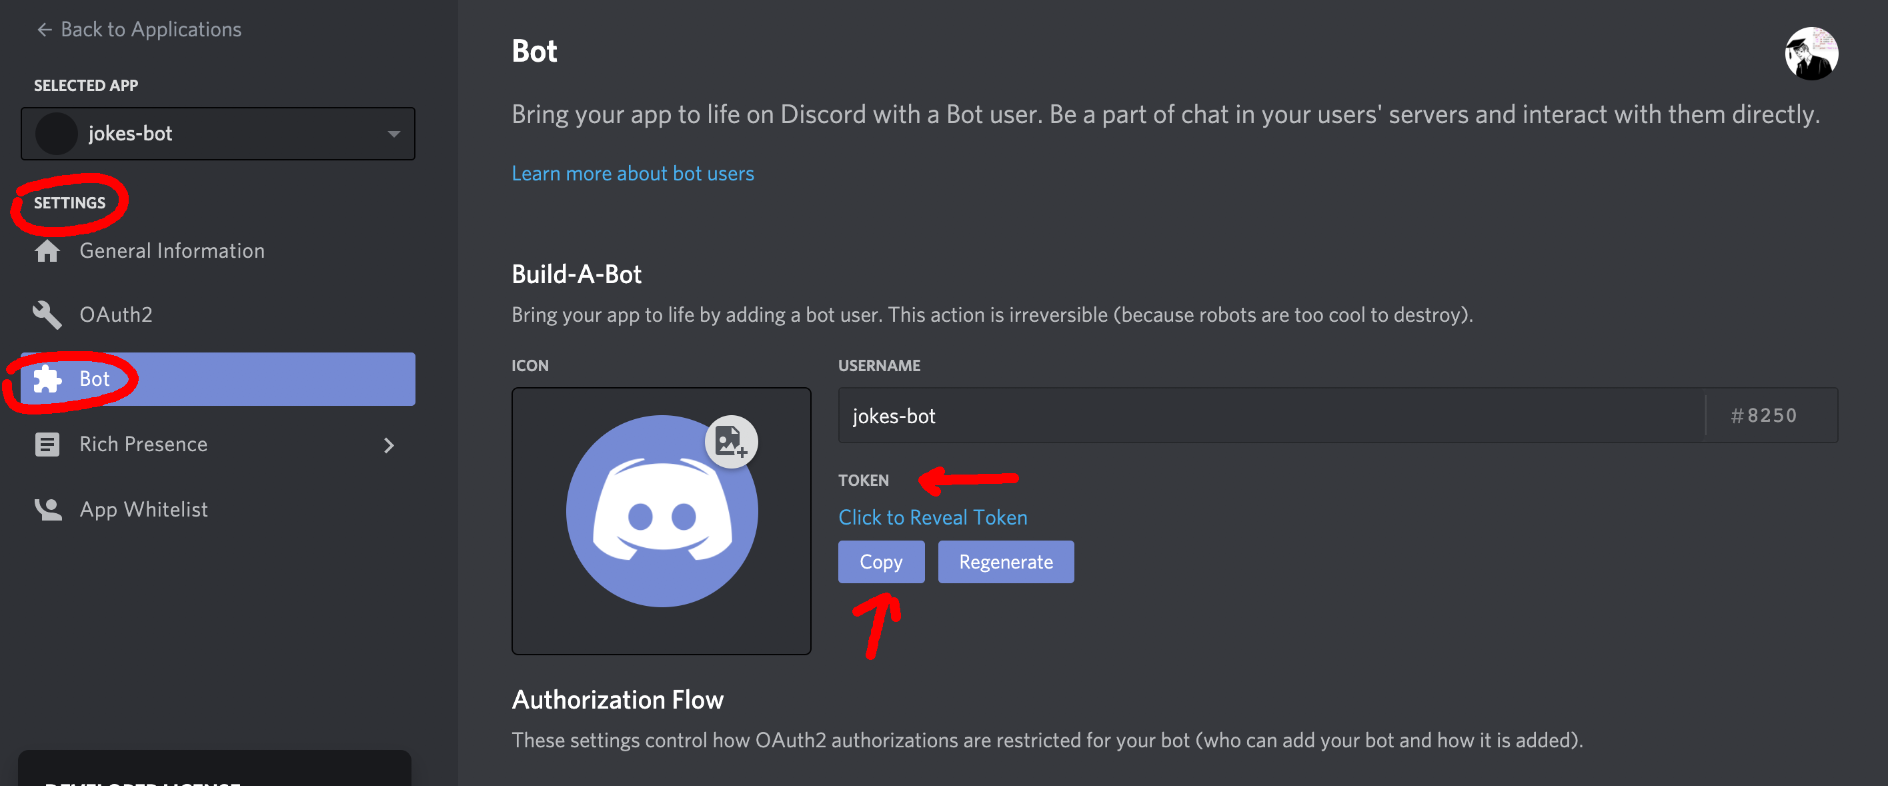 ← Back to Applications
SELECTED APP
jokes-bot
SETTINGS
General Information
OAuth2
Bot
Rich Presence
App Whitelist
DEVELOPER LICENSE
Bot
Bring your app to life on Discord with a Bot user. Be a part of chat in your users' servers and interact with them directly.
Learn more about bot users
Build-A-Bot
Bring your app to life by adding a bot user. This action is irreversible (because robots are too cool to destroy).
ICON
USERNAME
jokes-bot
#8250
TOKEN
Click to Reveal Token
Copy
Regenerate
Authorization Flow
These settings control how OAuth2 authorizations are restricted for your bot (who can add your bot and how it is added).